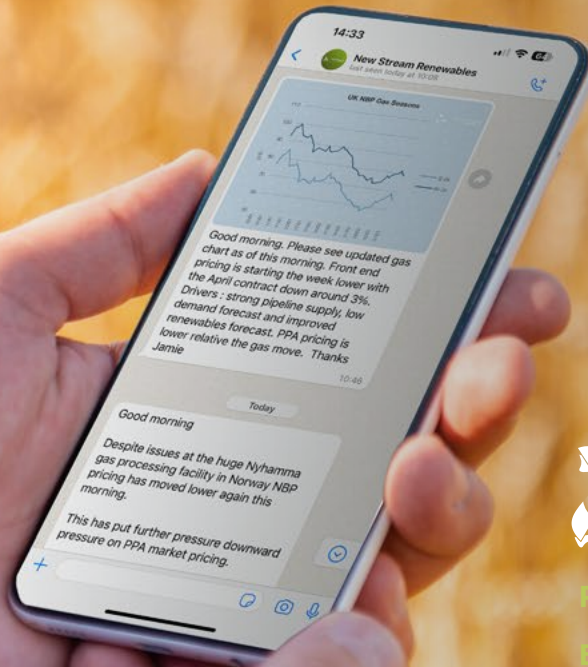 14:33
64
New Stream Renewables
last seen today at 10:08
UK NBP Gas Seasons
Good morning. Please see updated gas
chart as of this morning. Front end
pricing is starting the week lower with
the April contract down around 3%.
Drivers : strong pipeline supply, low
demand forecast and improved
renewables forecast. PPA pricing is
lower relative the gas move. Thanks
Jamie
10:46
Today
Good morning
Despite issues at the huge Nyhamma
gas processing facility in Norway NBP
pricing has moved lower again this
morning.
This has put further pressure downward
pressure on PPA market pricing.